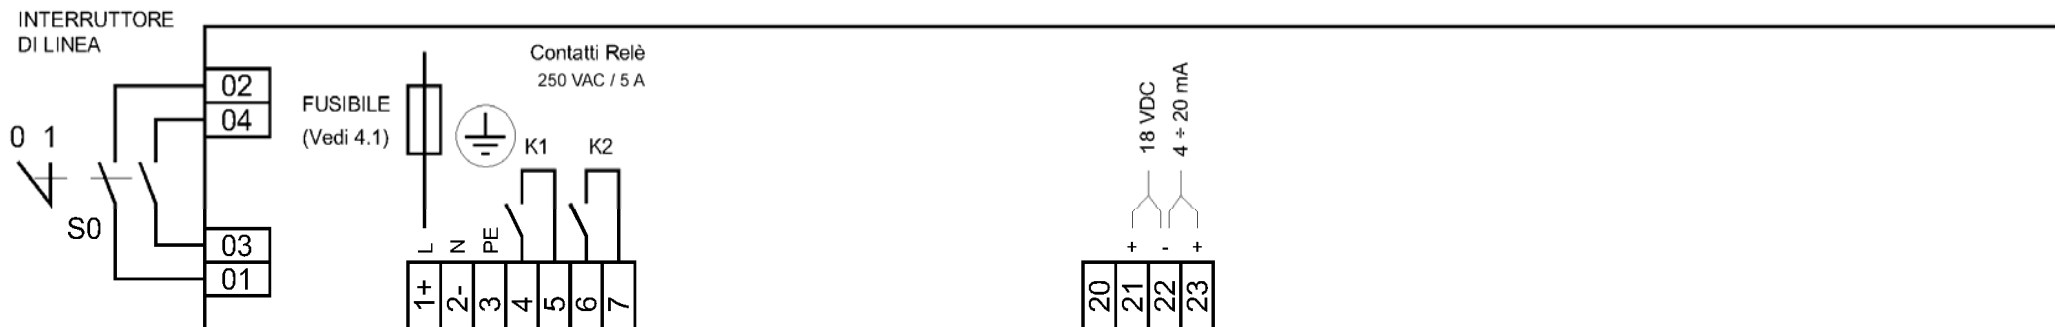 INTERRUTTORE
DI LINEA
02
04
0 1
S0
03
01
FUSIBILE
(Vedi 4.1)
Contatti Relè
250 VAC / 5 A
K1
K2
L
N
PE
1+
2-
3
4
5
6
7
18 VDC
4 ÷ 20 mA
+
-
+
20
21
22
23